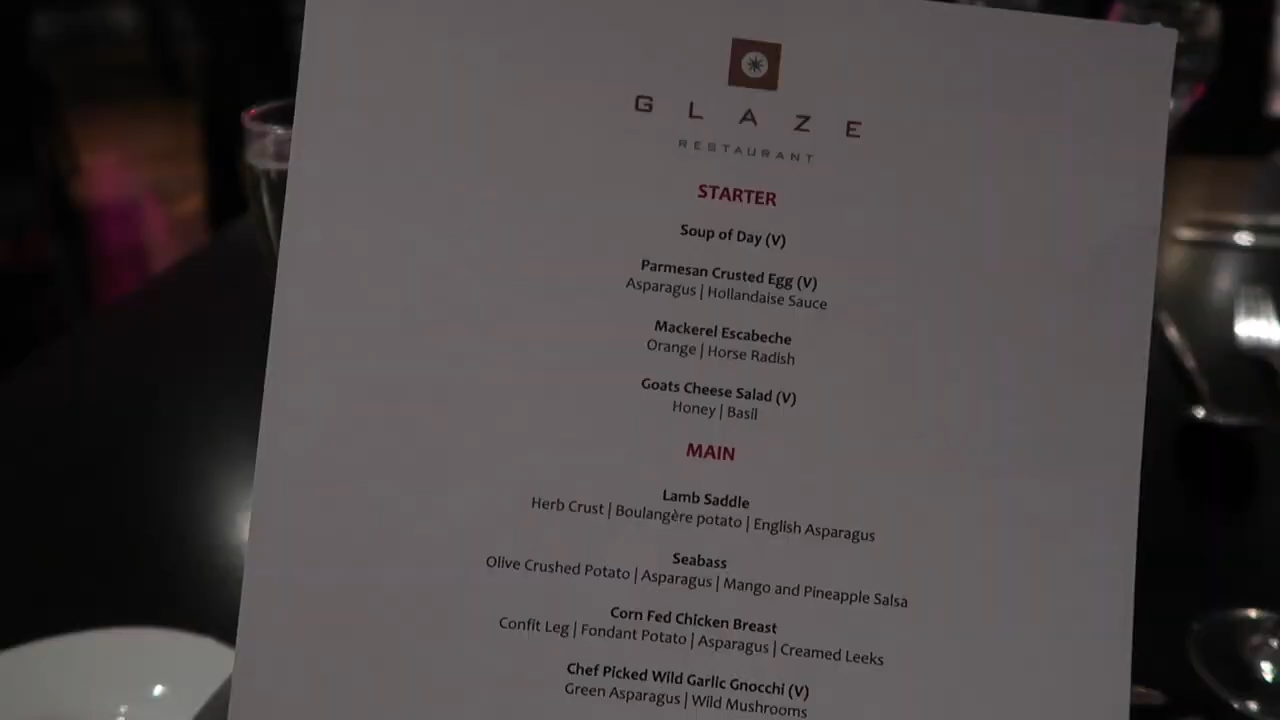 GLAZE
RESTAURANT
STARTER
Soup of Day (V)
Parmesan Crusted Egg (V)
Asparagus | Hollandaise Sauce
Mackerel Escabeche
Orange | Horse Radish
Goats Cheese Salad (V)
Honey | Basil
MAIN
Lamb Saddle
Herb Crust | Boulangère potato | English Asparagus
Seabass
Olive Crushed Potato | Asparagus | Mango and Pineapple Salsa
Corn Fed Chicken Breast
Confit Leg | Fondant Potato | Asparagus | Creamed Leeks
Chef Picked Wild Garlic Gnocchi (V)
Green Asparagus | Wild Mushrooms